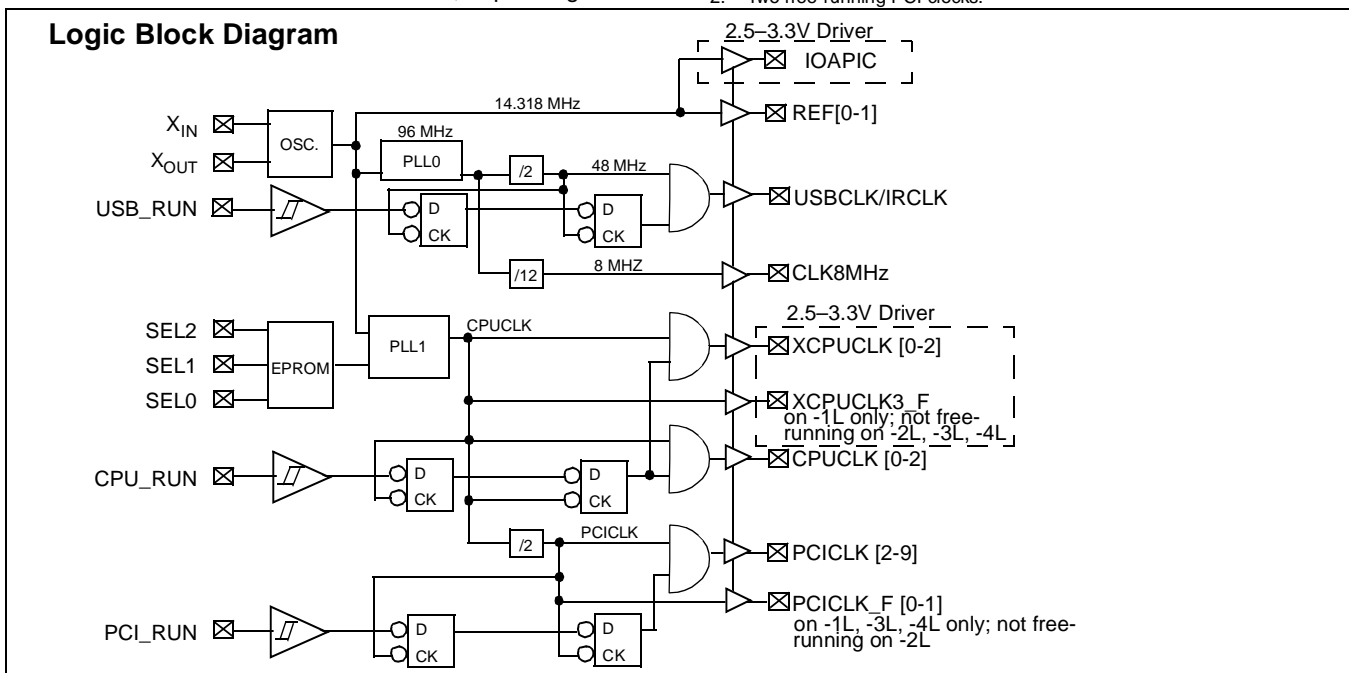 2. Two free-running PCI clocks.
Logic Block Diagram
2.5–3.3V Driver
IOAPIC
14.318 MHz
REF[0-1]
XIN
OSC.
XOUT
96 MHz
PLL0
/2
48 MHz
USBCLK/IRCLK
USB_RUN
D
CK
D
CK
/12
8 MHZ
CLK8MHz
2.5–3.3V Driver
SEL2
SEL1
SEL0
EPROM
PLL1
CPUCLK
XCPUCLK [0-2]
XCPUCLK3_F
on -1L only; not free-
running on -2L, -3L, -4L
CPUCLK [0-2]
CPU_RUN
D
CK
D
CK
/2
PCICLK
PCICLK [2-9]
PCICLK_F [0-1]
on -1L, -3L, -4L only; not free-
running on -2L
PCI_RUN
D
CK
D
CK